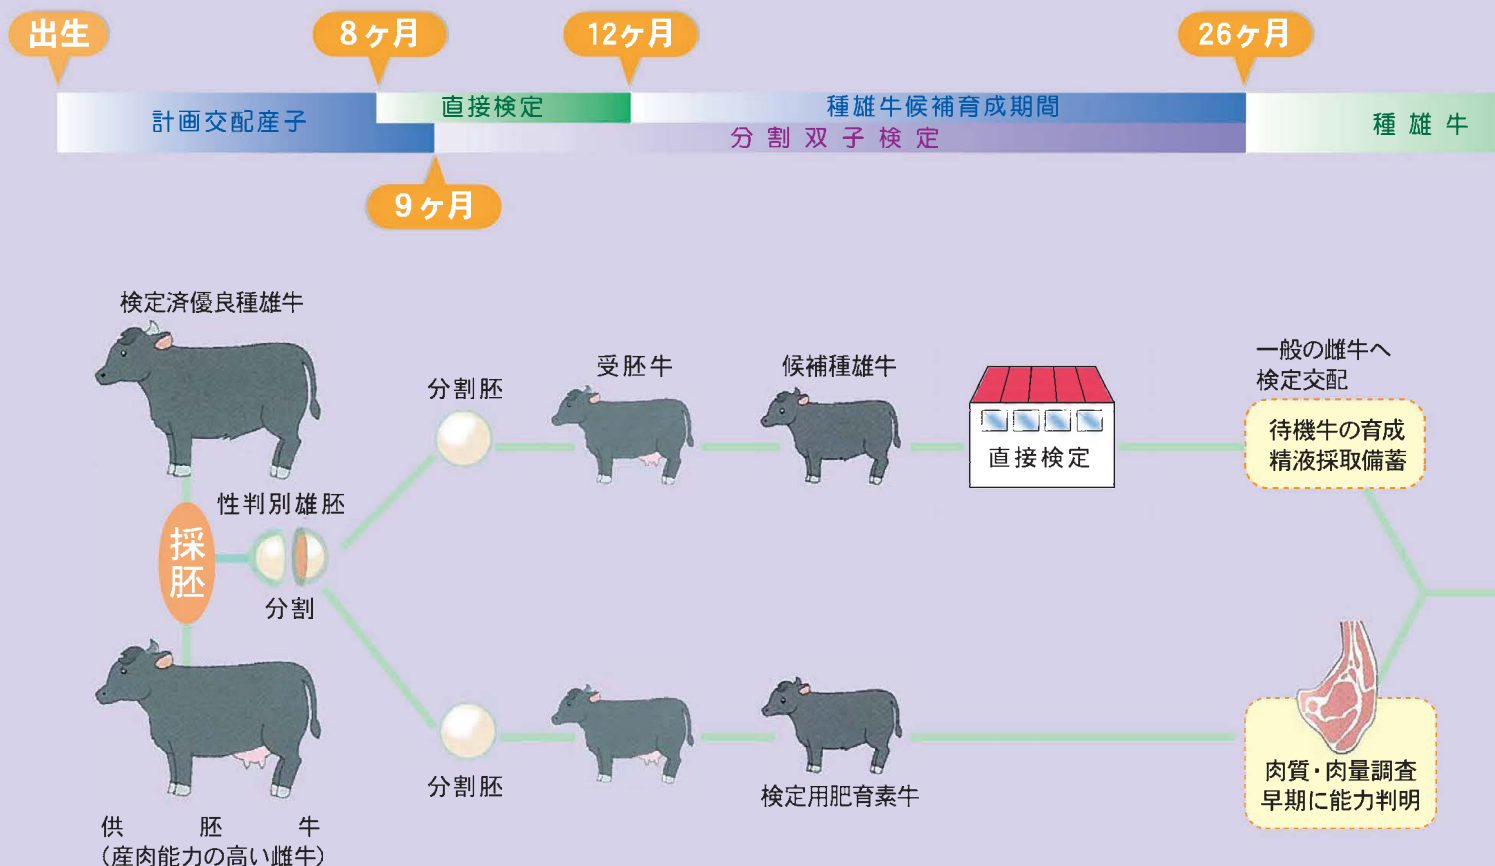 出生
8ヶ月
12ヶ月
26ヶ月
計画交配産子
直接検定
種雄牛候補育成期間
分割双子検定
種雄牛
9ヶ月
検定済優良種雄牛
分割胚
受胚牛
候補種雄牛
直接検定
一般の雌牛へ
検定交配
待機牛の育成
精液採取備蓄
採胚
性判別雄胚
分割
供胚牛
(産肉能力の高い雌牛)
分割胚
検定用肥育素牛
肉質・肉量調査
早期に能力判明